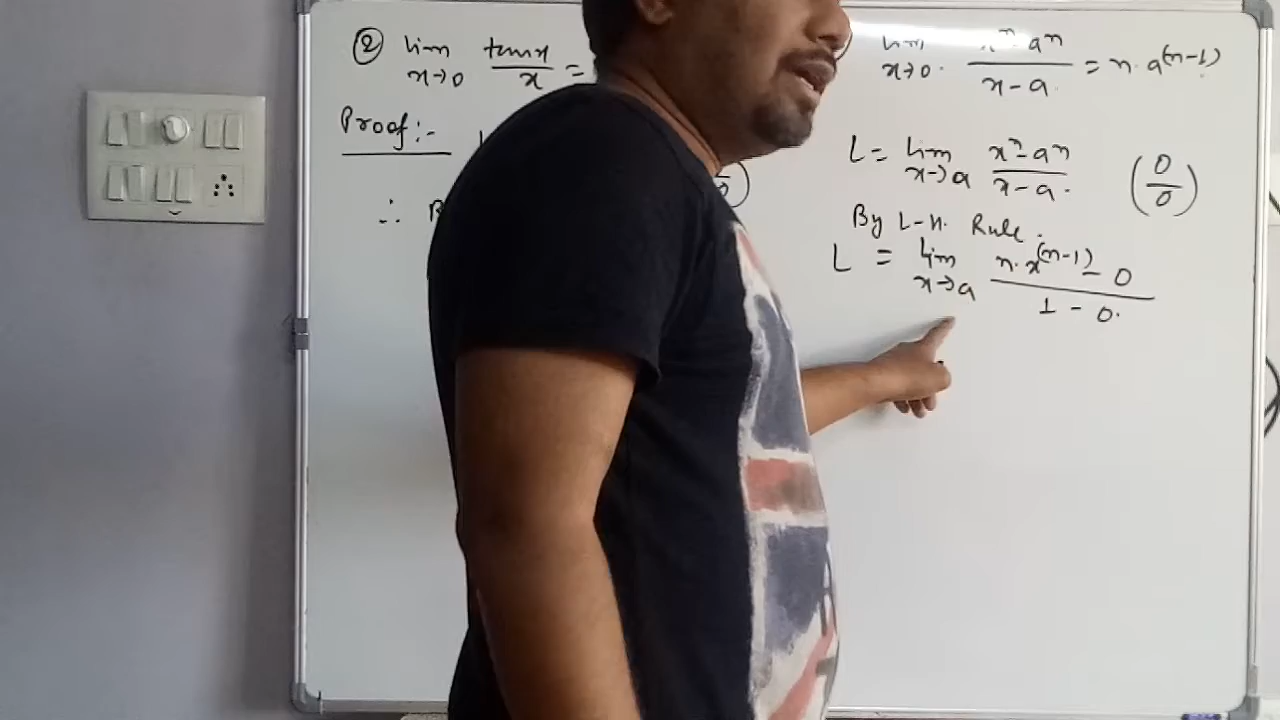 ② lim x→0 tanx/x =
Proof:-
∴
lim x→0. xⁿ-aⁿ/x-a. = n.a^(n-1)
L = Lim x→a xⁿ-aⁿ/x-a. (0/0)
By L-H. Rule.
L = lim x→a n.x^(n-1) - 0/1 - 0.